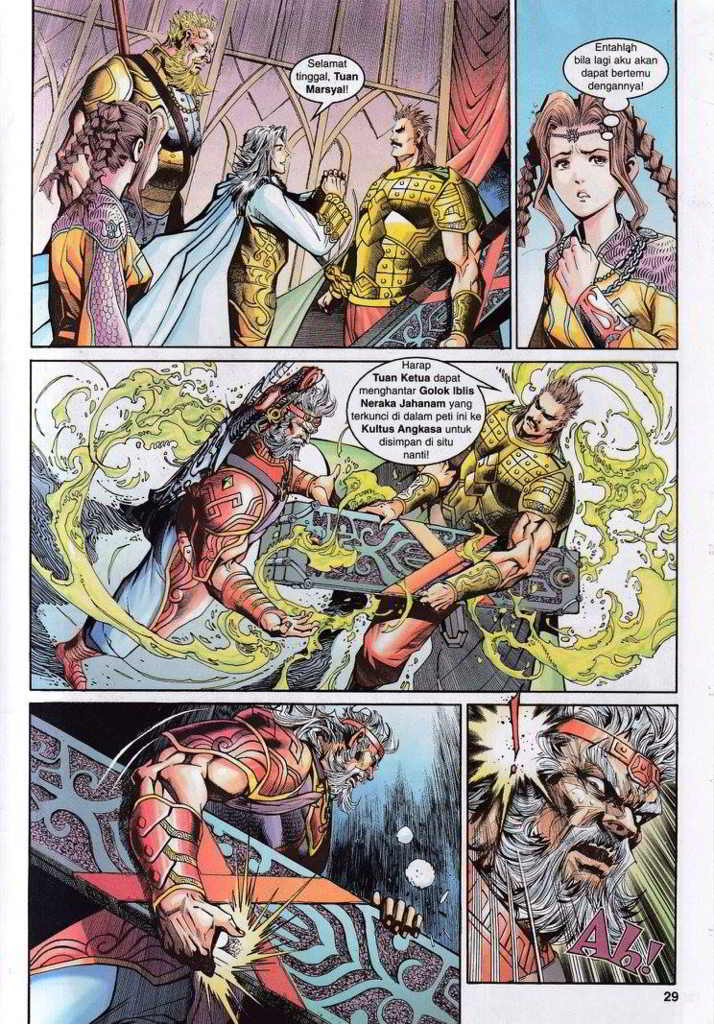 Selamat
tinggal, Tuan
Marsyal!
Entahlah
bila lagi aku akan
dapat bertemu
dengannya!
Harap
Tuan Ketua dapat
menghantar Golok Iblis
Neraka Jahanam yang
terkunci di dalam peti ini ke
Kultus Angkasa untuk
disimpan di situ
nanti!
!
Ah!
29